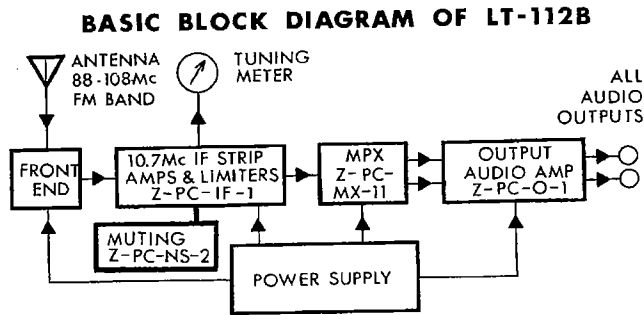 BASIC BLOCK DIAGRAM OF LT-112B
ANTENNA
88-108Mc
FM BAND
TUNING
METER
ALL
AUDIO
OUTPUTS
FRONT
END
10.7Mc IF STRIP
AMPS & LIMITERS
Z-PC-IF-1
MPX
Z-PC-
MX-11
OUTPUT
AUDIO AMP
Z-PC-O-1
MUTING
Z-PC-NS-2
POWER SUPPLY